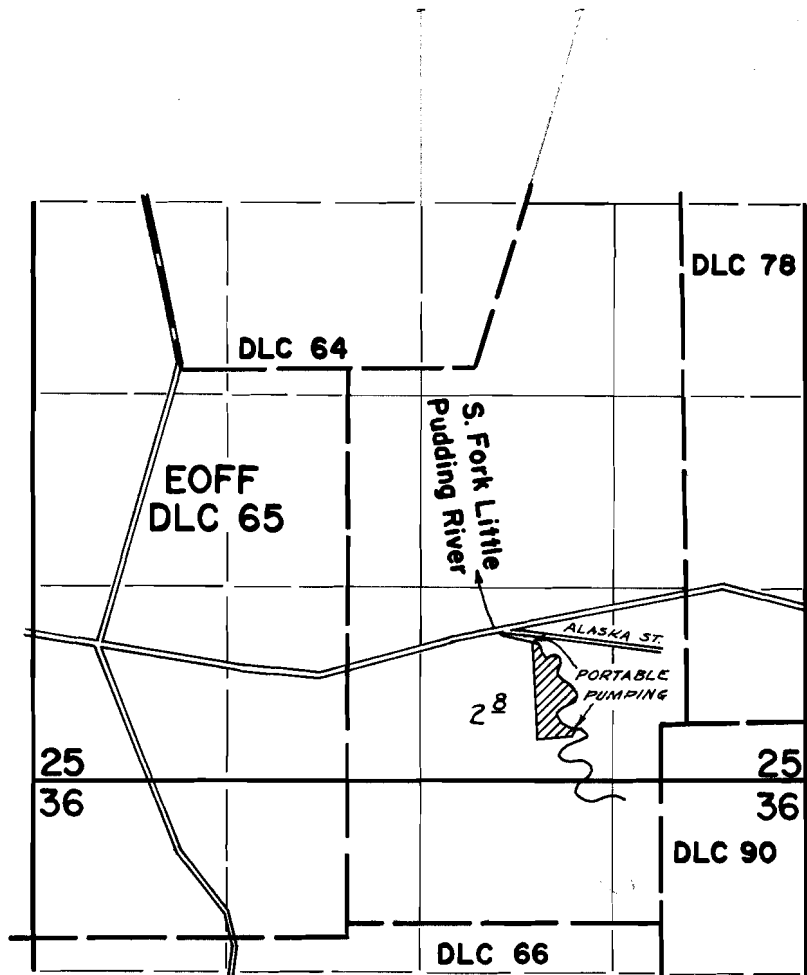 DLC 78
DLC 64
S. Fork Little
Pudding River
EOFF
DLC 65
ALASKA ST.
PORTABLE
PUMPING
2 8
25
25
36
36
DLC 90
DLC 66